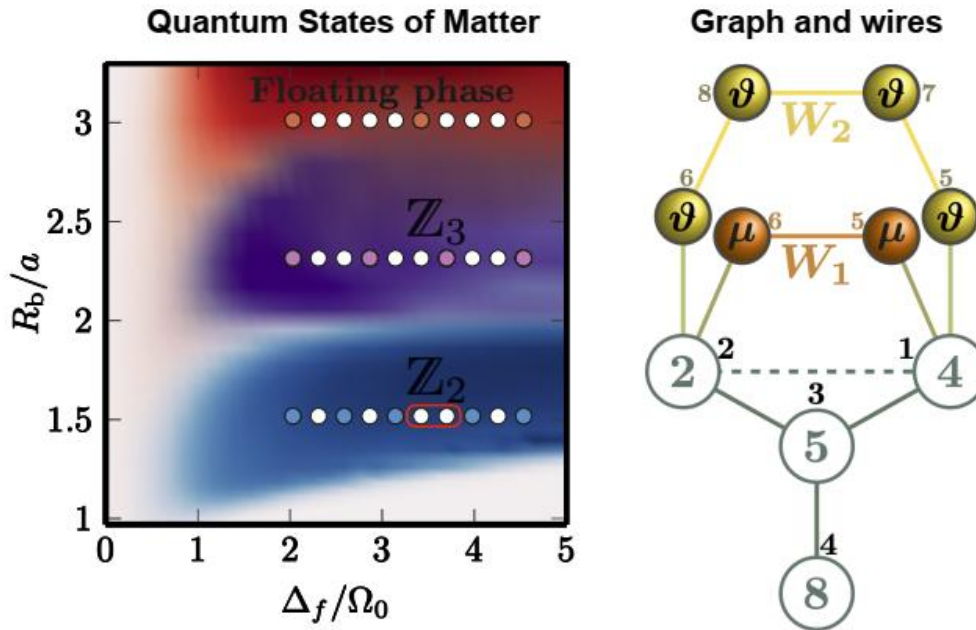 Quantum States of Matter
Floating phase
ℤ₃
ℤ₂
R_b/a
3
2.5
2
1.5
1
0
1
2
3
4
5
Δ_f/Ω₀
Graph and wires
8
ϑ
ϑ
7
W₂
6
ϑ
5
ϑ
μ
6
5
μ
W₁
2
2
1
4
3
5
4
8